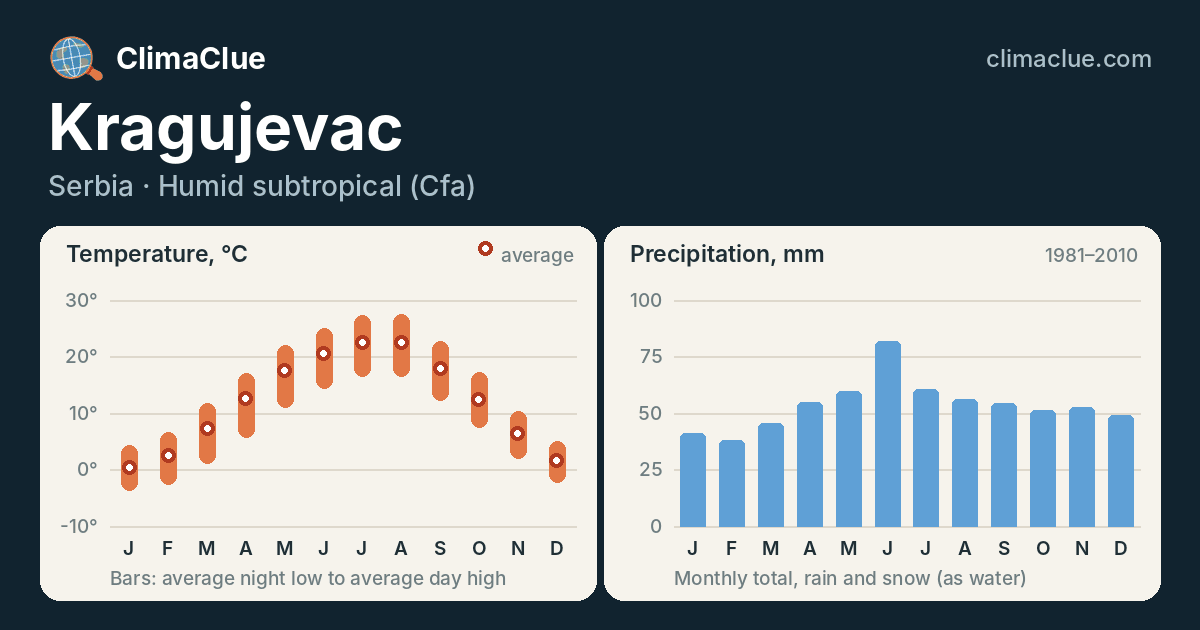 ClimaClue
climaclue.com
Kragujevac
Serbia · Humid subtropical (Cfa)
Temperature, °C
average
30°
20°
10°
0°
-10°
J F M A M J J A S O N D
Bars: average night low to average day high
Precipitation, mm
1981–2010
100
75
50
25
0
J F M A M J J A S O N D
Monthly total, rain and snow (as water)